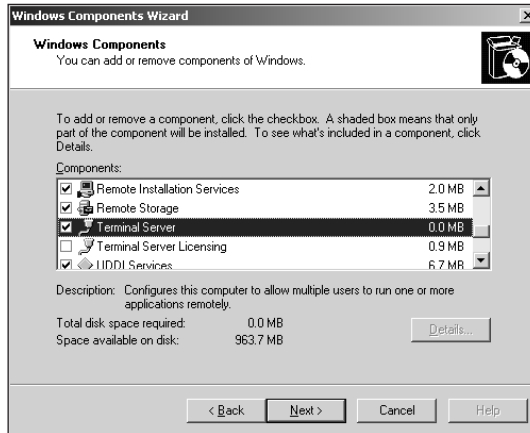 Windows Components Wizard
Windows Components
You can add or remove components of Windows.
To add or remove a component, click the checkbox. A shaded box means that only
part of the component will be installed. To see what's included in a component, click
Details.
Components:
Remote Installation Services 2.0 MB
Remote Storage 3.5 MB
Terminal Server 0.0 MB
Terminal Server Licensing 0.9 MB
UDDI Services 6.7 MB
Description: Configures this computer to allow multiple users to run one or more
applications remotely.
Total disk space required: 0.0 MB
Space available on disk: 963.7 MB
Details...
< Back Next > Cancel Help